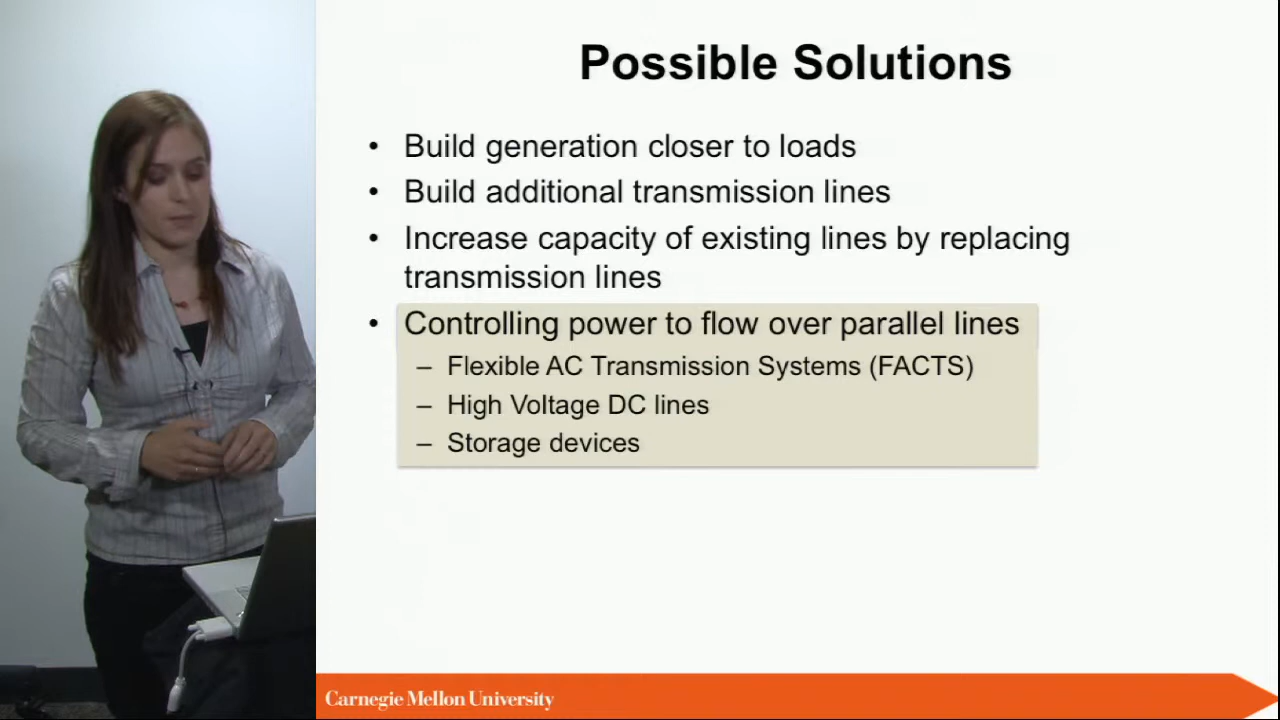 Possible Solutions
• Build generation closer to loads
• Build additional transmission lines
• Increase capacity of existing lines by replacing
transmission lines
• Controlling power to flow over parallel lines
– Flexible AC Transmission Systems (FACTS)
– High Voltage DC lines
– Storage devices
Carnegie Mellon University